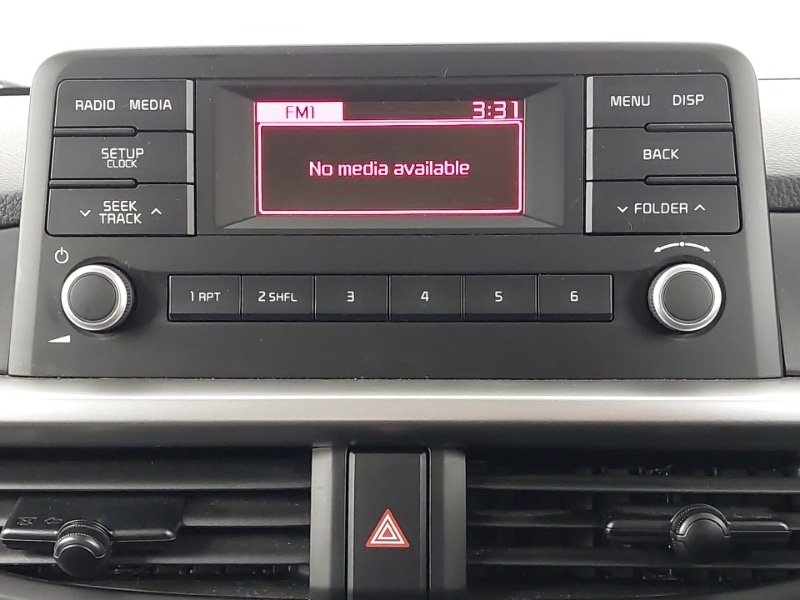 RADIO MEDIA
SETUP
CLOCK
SEEK
TRACK
FM1 3:31
No media available
MENU DISP
BACK
FOLDER
1 RPT 2 SHFL 3 4 5 6